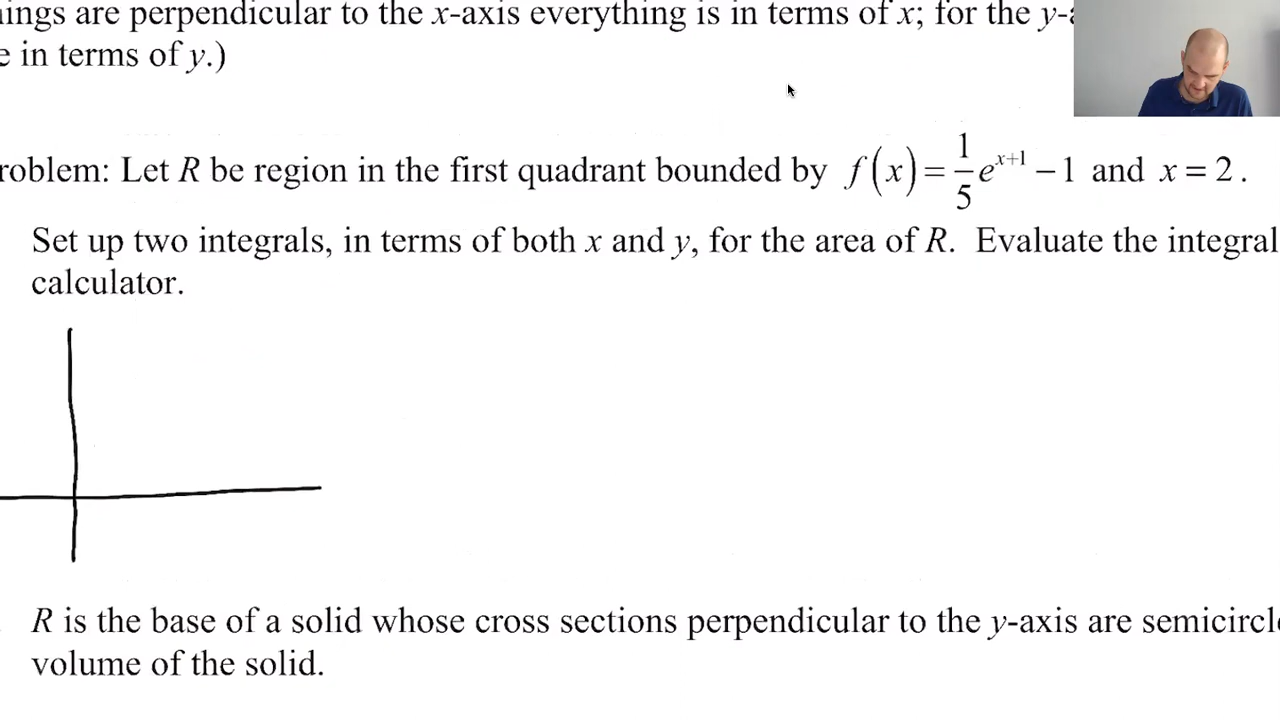 ings are perpendicular to the x-axis everything is in terms of x; for the y-
e in terms of y.)
roblem: Let R be region in the first quadrant bounded by f(x) = 1/5 e^{x+1} − 1 and x = 2.
Set up two integrals, in terms of both x and y, for the area of R. Evaluate the integral
calculator.
R is the base of a solid whose cross sections perpendicular to the y-axis are semicircle
volume of the solid.